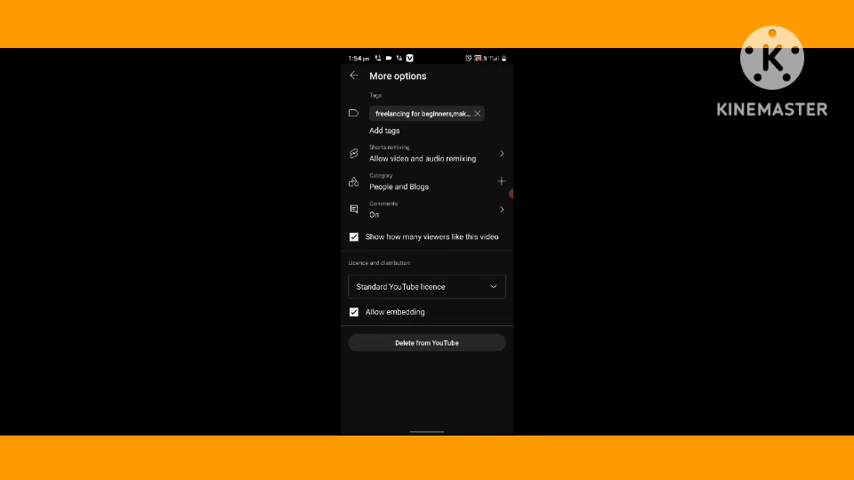 1:54 pm
K
KINEMASTER
More options
Tags
freelancing for beginners,mak...
Add tags
Shorts remixing
Allow video and audio remixing
Category
People and Blogs
Comments
On
Show how many viewers like this video
Licence and distribution
Standard YouTube licence
Allow embedding
Delete from YouTube